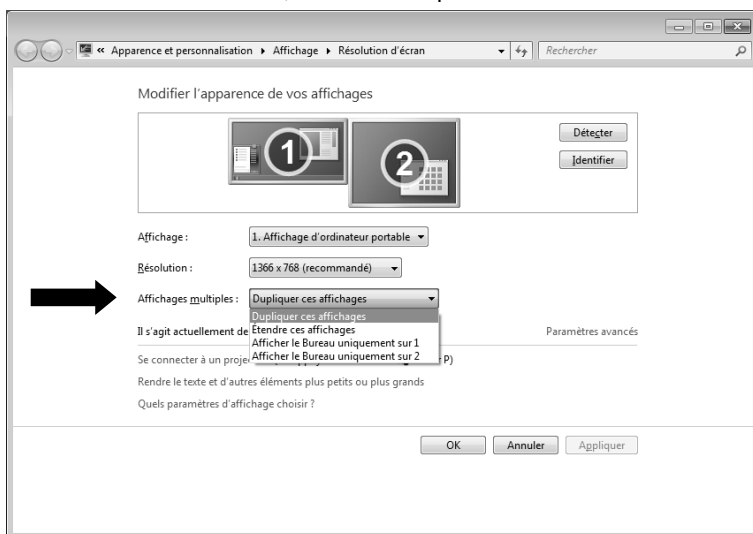 « Apparence et personnalisation ▸ Affichage ▸ Résolution d'écran
Rechercher
Modifier l'apparence de vos affichages
1
2
Détecter
Identifier
Affichage :
1. Affichage d'ordinateur portable
Résolution :
1366 x 768 (recommandé)
Affichages multiples :
Dupliquer ces affichages
Dupliquer ces affichages
Étendre ces affichages
Afficher le Bureau uniquement sur 1
Afficher le Bureau uniquement sur 2
Il s'agit actuellement de
Paramètres avancés
Se connecter à un P)
Rendre le texte et d'autres éléments plus petits ou plus grands
Quels paramètres d'affichage choisir ?
OK
Annuler
Appliquer